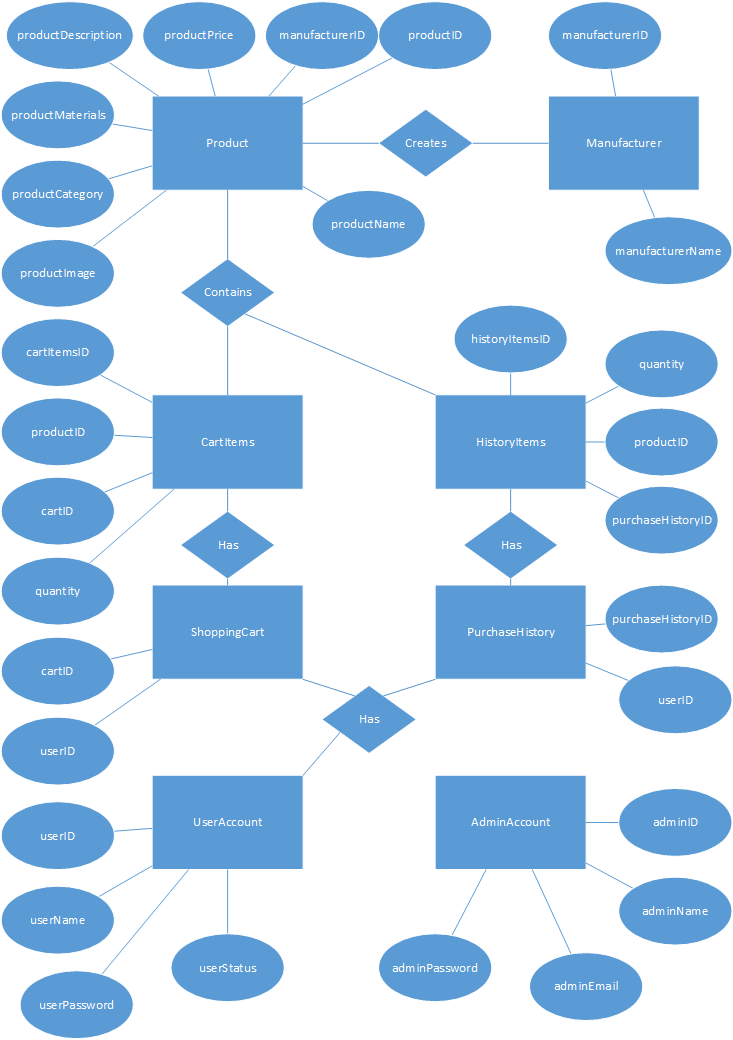 productDescription
productPrice
manufacturerID
productID
manufacturerID
productMaterials
Product
Creates
Manufacturer
productCategory
productName
manufacturerName
productImage
Contains
historyItemsID
cartItemsID
quantity
productID
CartItems
HistoryItems
productID
cartID
purchaseHistoryID
Has
Has
quantity
purchaseHistoryID
ShoppingCart
PurchaseHistory
cartID
userID
Has
userID
UserAccount
AdminAccount
adminID
userID
userName
adminName
userStatus
adminPassword
adminEmail
userPassword